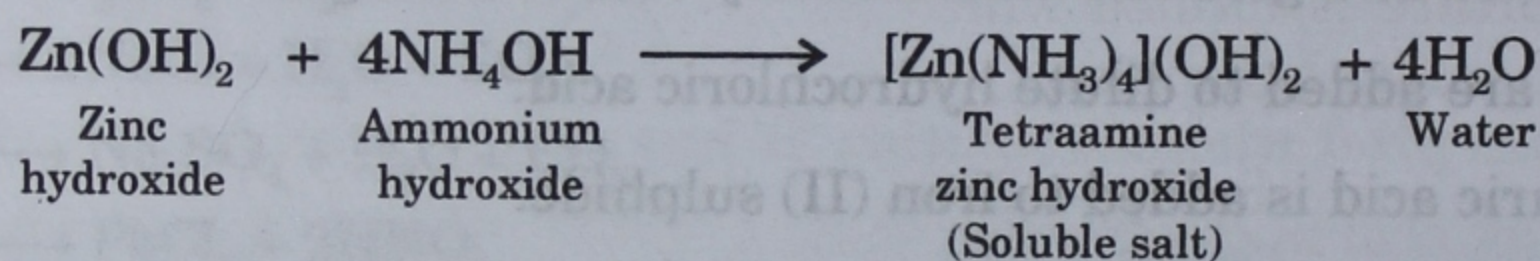 Zn(OH)₂ + 4NH₄OH ⟶ [Zn(NH₃)₄](OH)₂ + 4H₂O
Zinc Ammonium Tetraamine Water
hydroxide hydroxide zinc hydroxide
(Soluble salt)